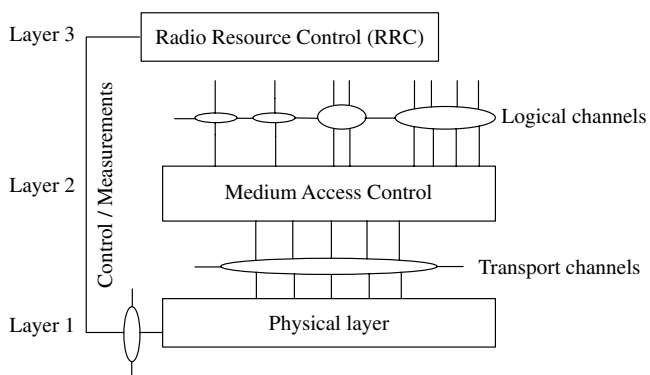 Layer 3
Radio Resource Control (RRC)
Control / Measurements
Logical channels
Layer 2
Medium Access Control
Transport channels
Layer 1
Physical layer